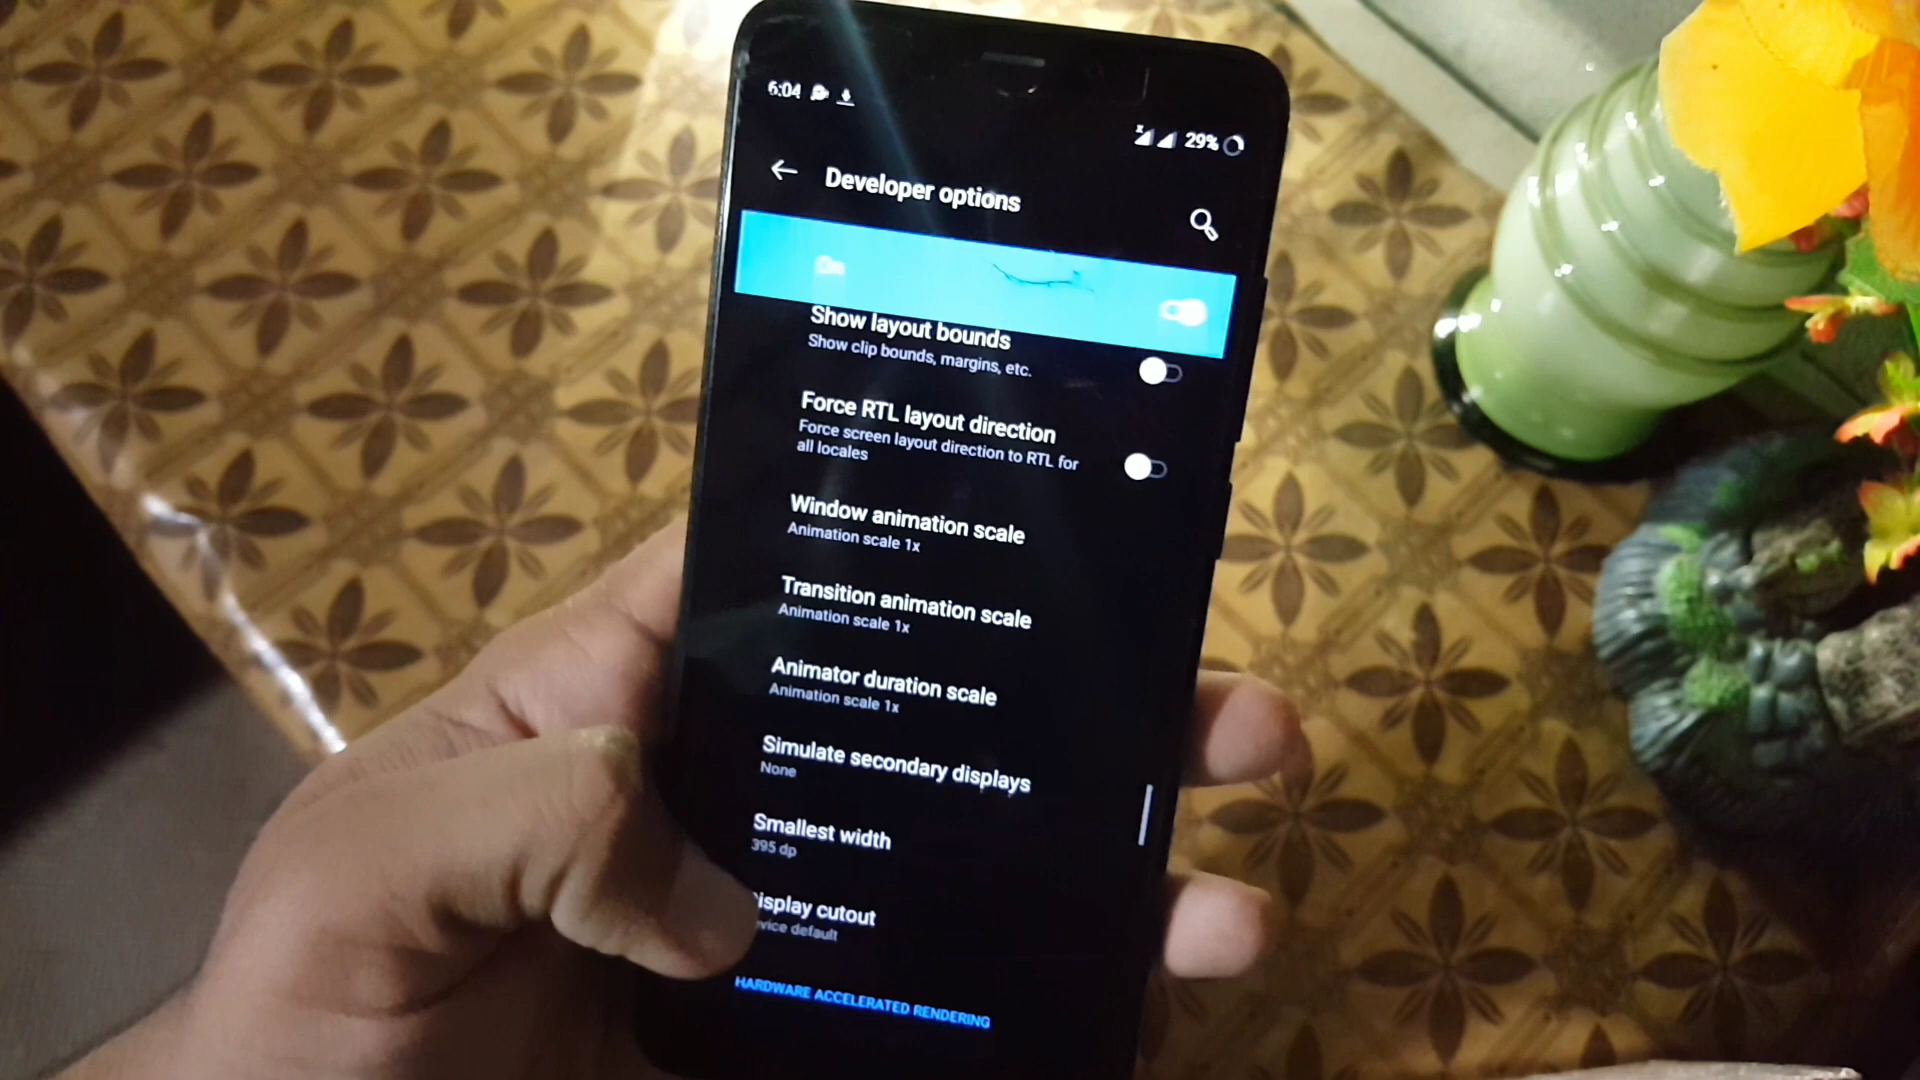 6:04
29%
Developer options
On
Show layout bounds
Show clip bounds, margins, etc.
Force RTL layout direction
Force screen layout direction to RTL for
all locales
Window animation scale
Animation scale 1x
Transition animation scale
Animation scale 1x
Animator duration scale
Animation scale 1x
Simulate secondary displays
None
Smallest width
395 dp
isplay cutout
vice default
HARDWARE ACCELERATED RENDERING